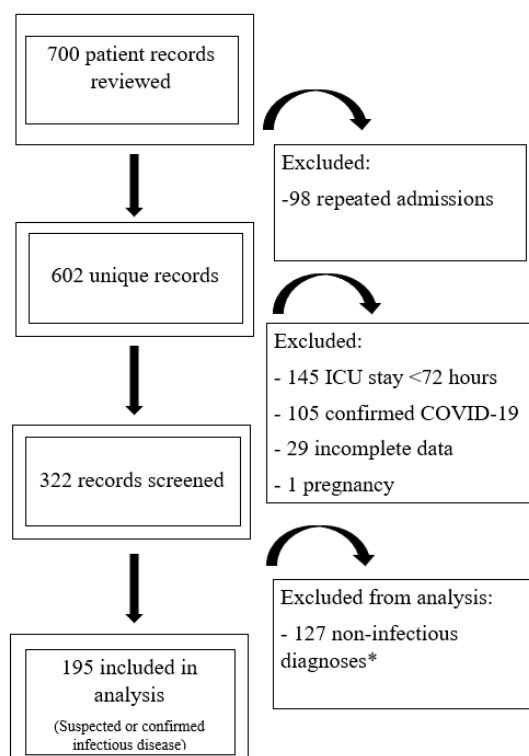 700 patient records
reviewed
Excluded:
-98 repeated admissions
602 unique records
Excluded:
- 145 ICU stay <72 hours
- 105 confirmed COVID-19
- 29 incomplete data
- 1 pregnancy
322 records screened
Excluded from analysis:
- 127 non-infectious
diagnoses*
195 included in
analysis
(Suspected or confirmed
infectious disease)